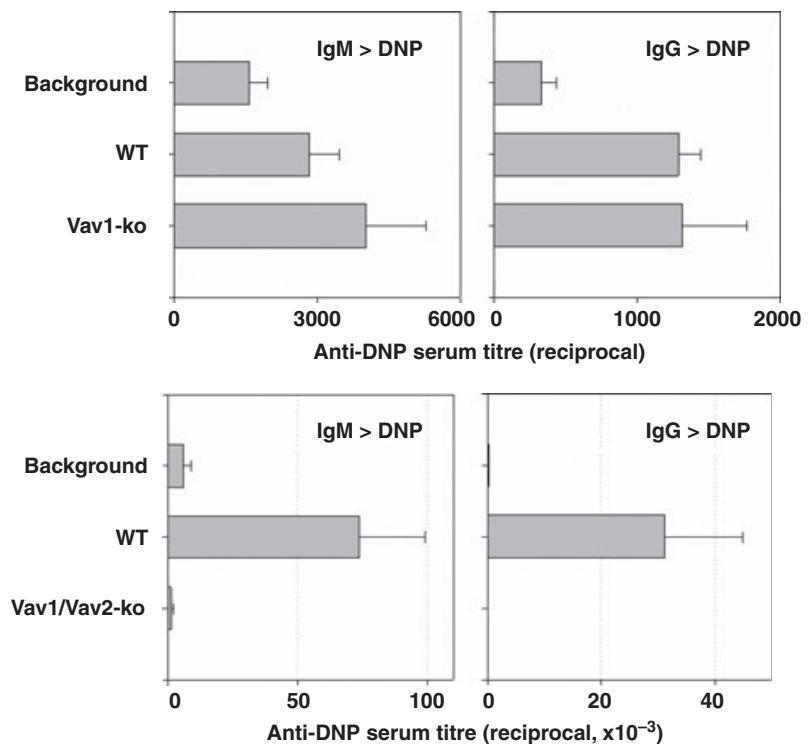 IgM > DNP
IgG > DNP
Background
WT
Vav1-ko
0 3000 6000
0 1000 2000
Anti-DNP serum titre (reciprocal)
IgM > DNP
IgG > DNP
Background
WT
Vav1/Vav2-ko
0 50 100
0 20 40
Anti-DNP serum titre (reciprocal, x10⁻³)